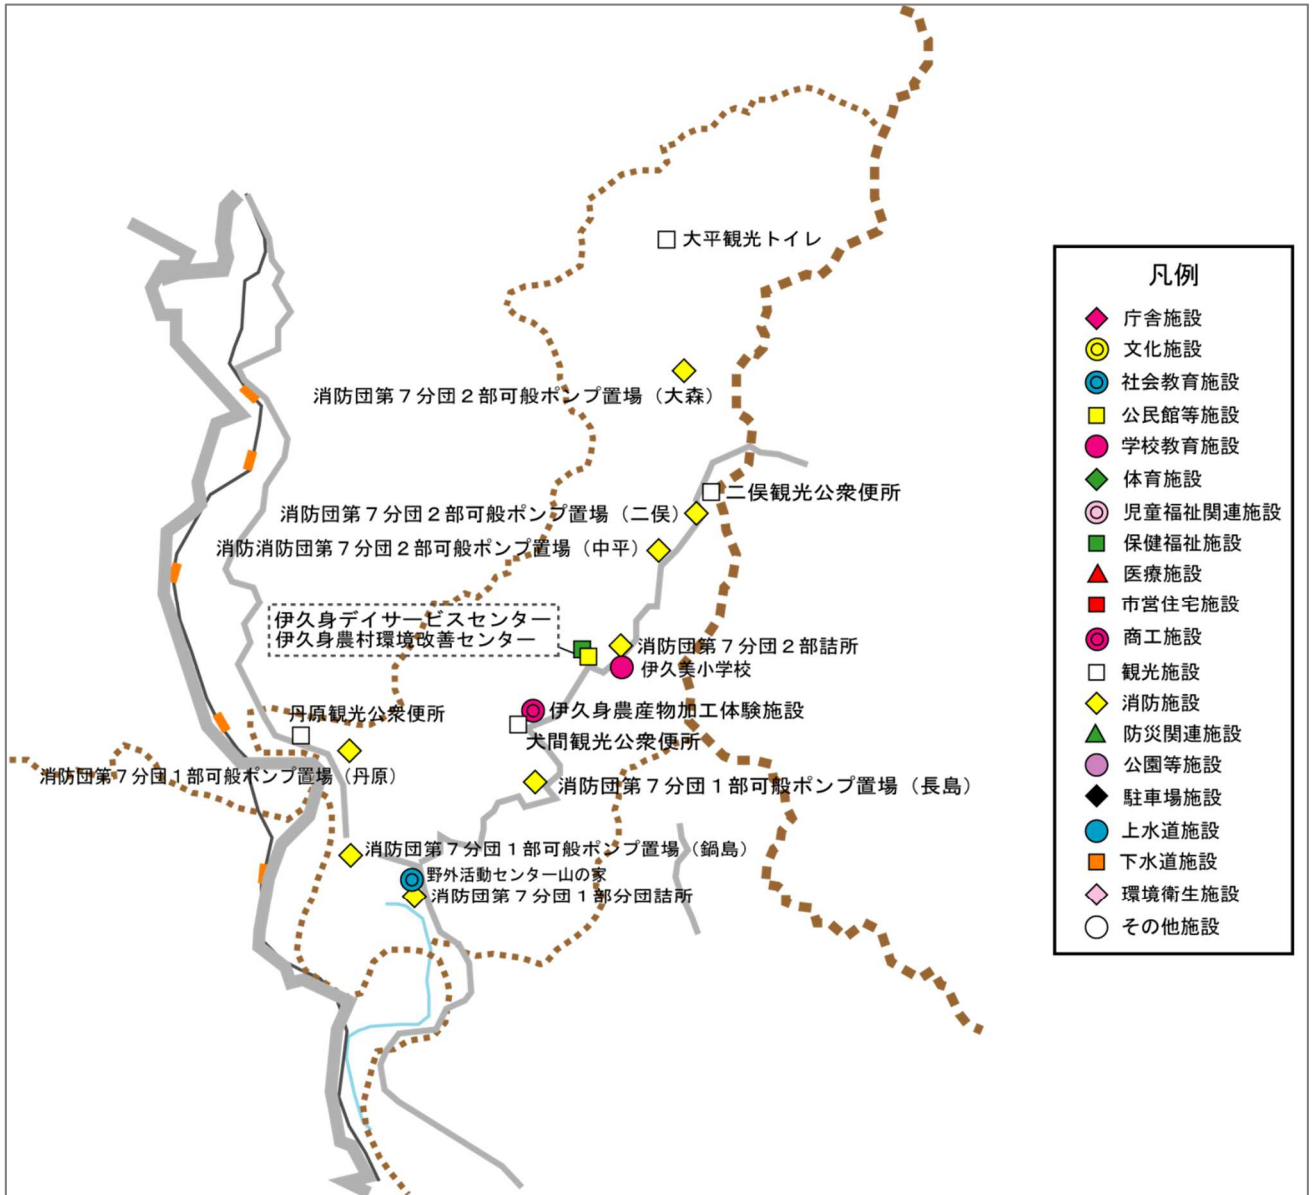 大平観光トイレ
消防団第７分団２部可般ポンプ置場（大森）
二俣観光公衆便所
消防団第７分団２部可般ポンプ置場（二俣）
消防消防団第７分団２部可般ポンプ置場（中平）
伊久身デイサービスセンター
伊久身農村環境改善センター
消防団第７分団２部詰所
伊久美小学校
丹原観光公衆便所
伊久身農産物加工体験施設
犬間観光公衆便所
消防団第７分団１部可般ポンプ置場（丹原）
消防団第７分団１部可般ポンプ置場（長島）
消防団第７分団１部可般ポンプ置場（鍋島）
野外活動センター山の家
消防団第７分団１部分団詰所
凡例
庁舎施設
文化施設
社会教育施設
公民館等施設
学校教育施設
体育施設
児童福祉関連施設
保健福祉施設
医療施設
市営住宅施設
商工施設
観光施設
消防施設
防災関連施設
公園等施設
駐車場施設
上水道施設
下水道施設
環境衛生施設
その他施設